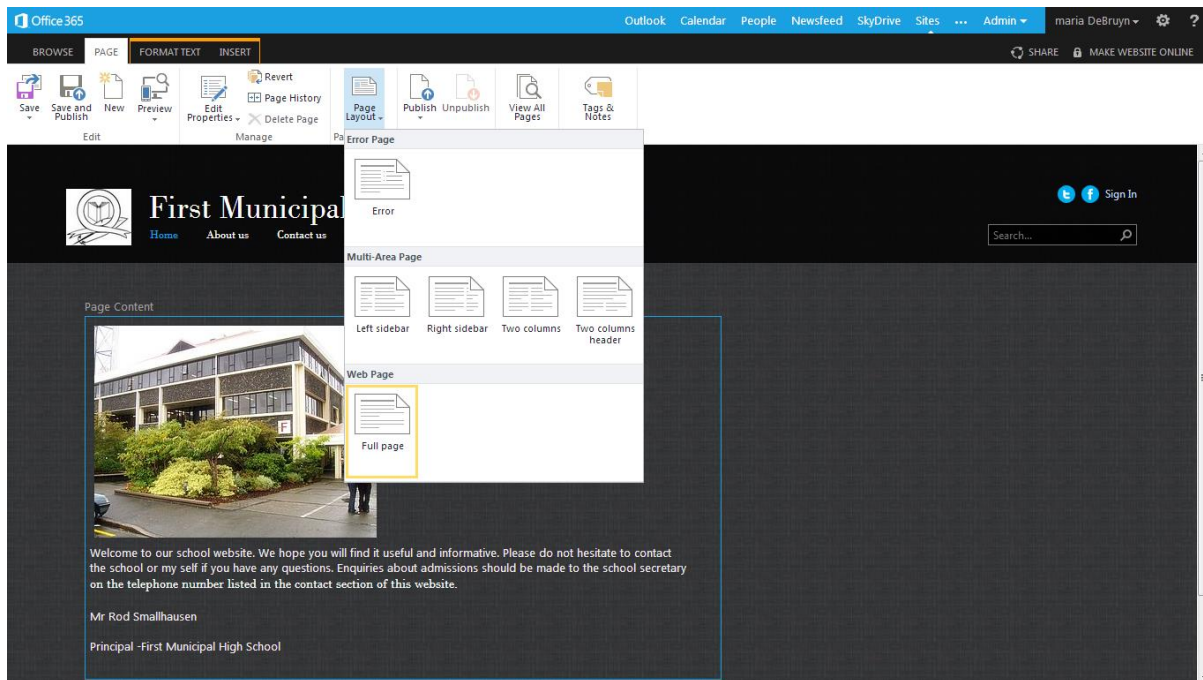 Office 365
Outlook Calendar People Newsfeed SkyDrive Sites ... Admin maria DeBruyn ?
BROWSE PAGE FORMAT TEXT INSERT
SHARE MAKE WEBSITE ONLINE
Save
Save and Publish
New
Preview
Edit Properties
Revert
Page History
Delete Page
Page Layout
Publish
Unpublish
View All Pages
Tags & Notes
Edit
Manage
Pa
Error Page
Error
Multi-Area Page
Left sidebar
Right sidebar
Two columns
Two columns header
Web Page
Full page
First Municipal
Home About us Contact us
Sign In
Search...
Page Content
F
Welcome to our school website. We hope you will find it useful and informative. Please do not hesitate to contact
the school or my self if you have any questions. Enquiries about admissions should be made to the school secretary
on the telephone number listed in the contact section of this website.
Mr Rod Smallhausen
Principal -First Municipal High School